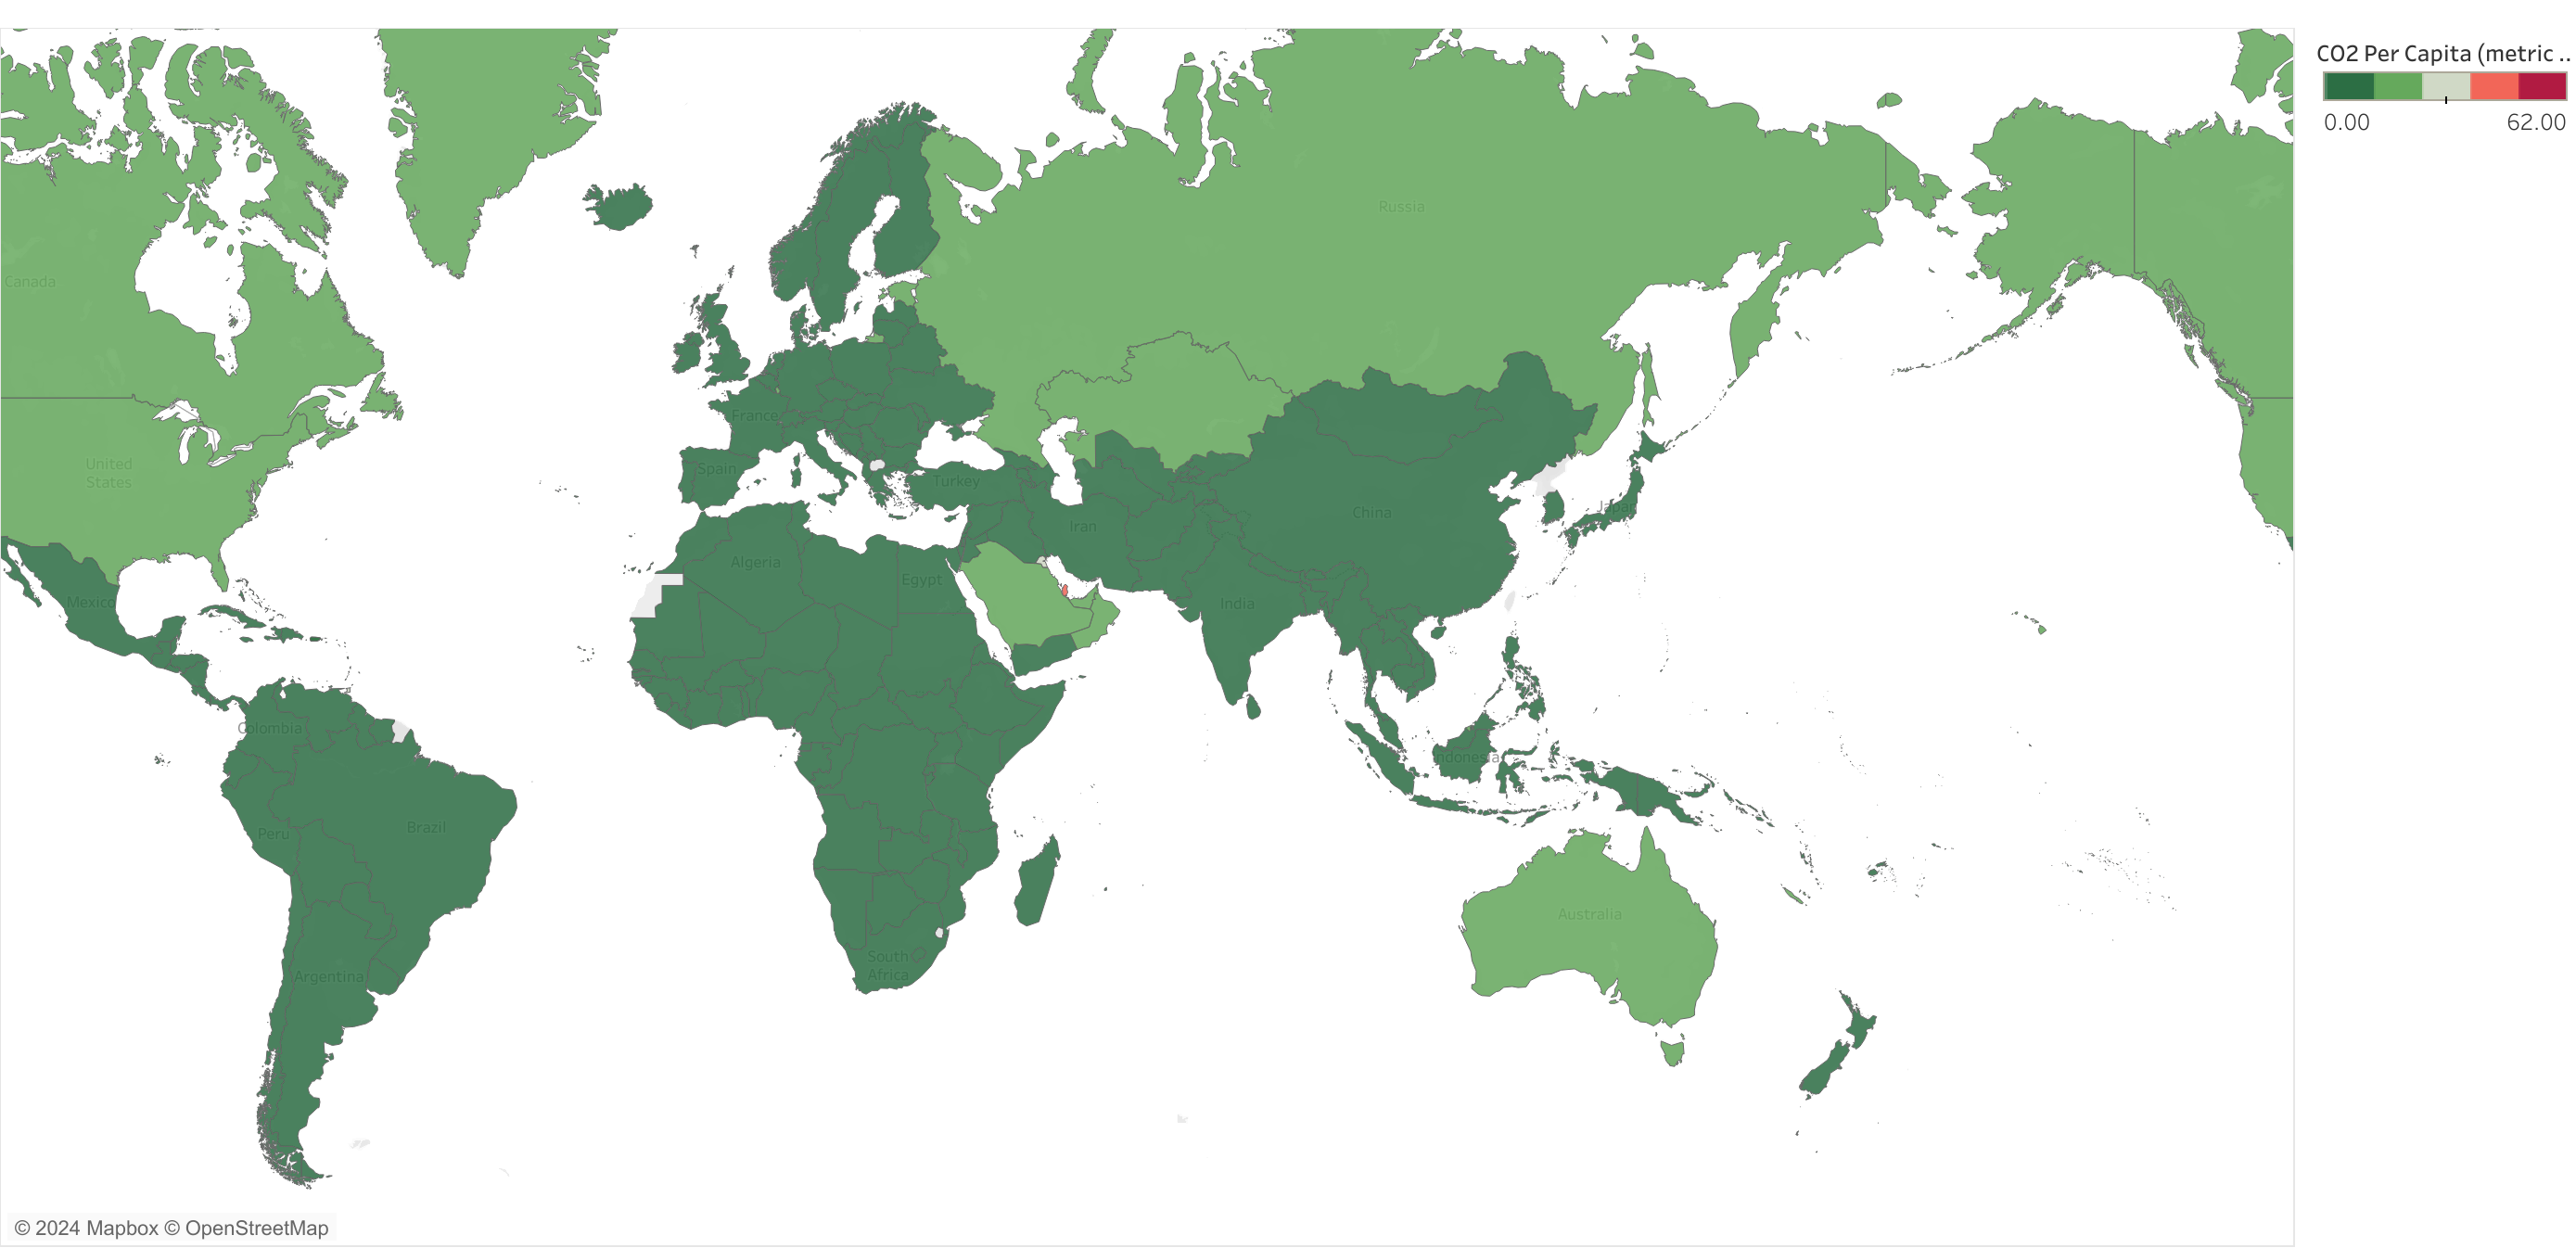 CO2 Per Capita (metric ..
0.00 62.00
Russia
Canada
France
United
States
Spain
Turkey
Japan
China
Iran
Algeria
Egypt
Mexico
India
Colombia
Indonesia
Peru
Brazil
Australia
South
Africa
Argentina
© 2024 Mapbox © OpenStreetMap